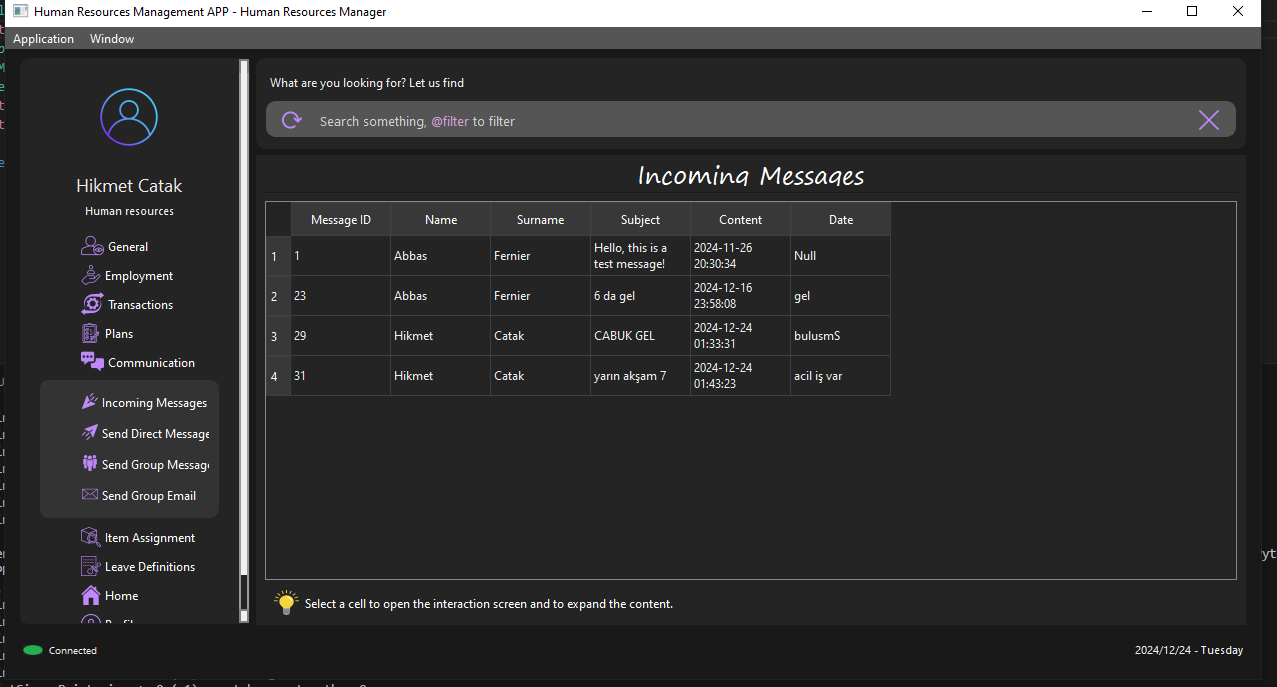 Human Resources Management APP - Human Resources Manager
Application Window
Hikmet Catak
Human resources
General
Employment
Transactions
Plans
Communication
Incoming Messages
Send Direct Message
Send Group Messag
Send Group Email
Item Assignment
Leave Definitions
Home
What are you looking for? Let us find
Search something, @filter to filter
Incoming Messages
Message ID Name Surname Subject Content Date
1 1 Abbas Fernier Hello, this is a test message! 2024-11-26 20:30:34 Null
2 23 Abbas Fernier 6 da gel 2024-12-16 23:58:08 gel
3 29 Hikmet Catak CABUK GEL 2024-12-24 01:33:31 bulusmS
4 31 Hikmet Catak yarın akşam 7 2024-12-24 01:43:23 acil iş var
Select a cell to open the interaction screen and to expand the content.
Connected
2024/12/24 - Tuesday